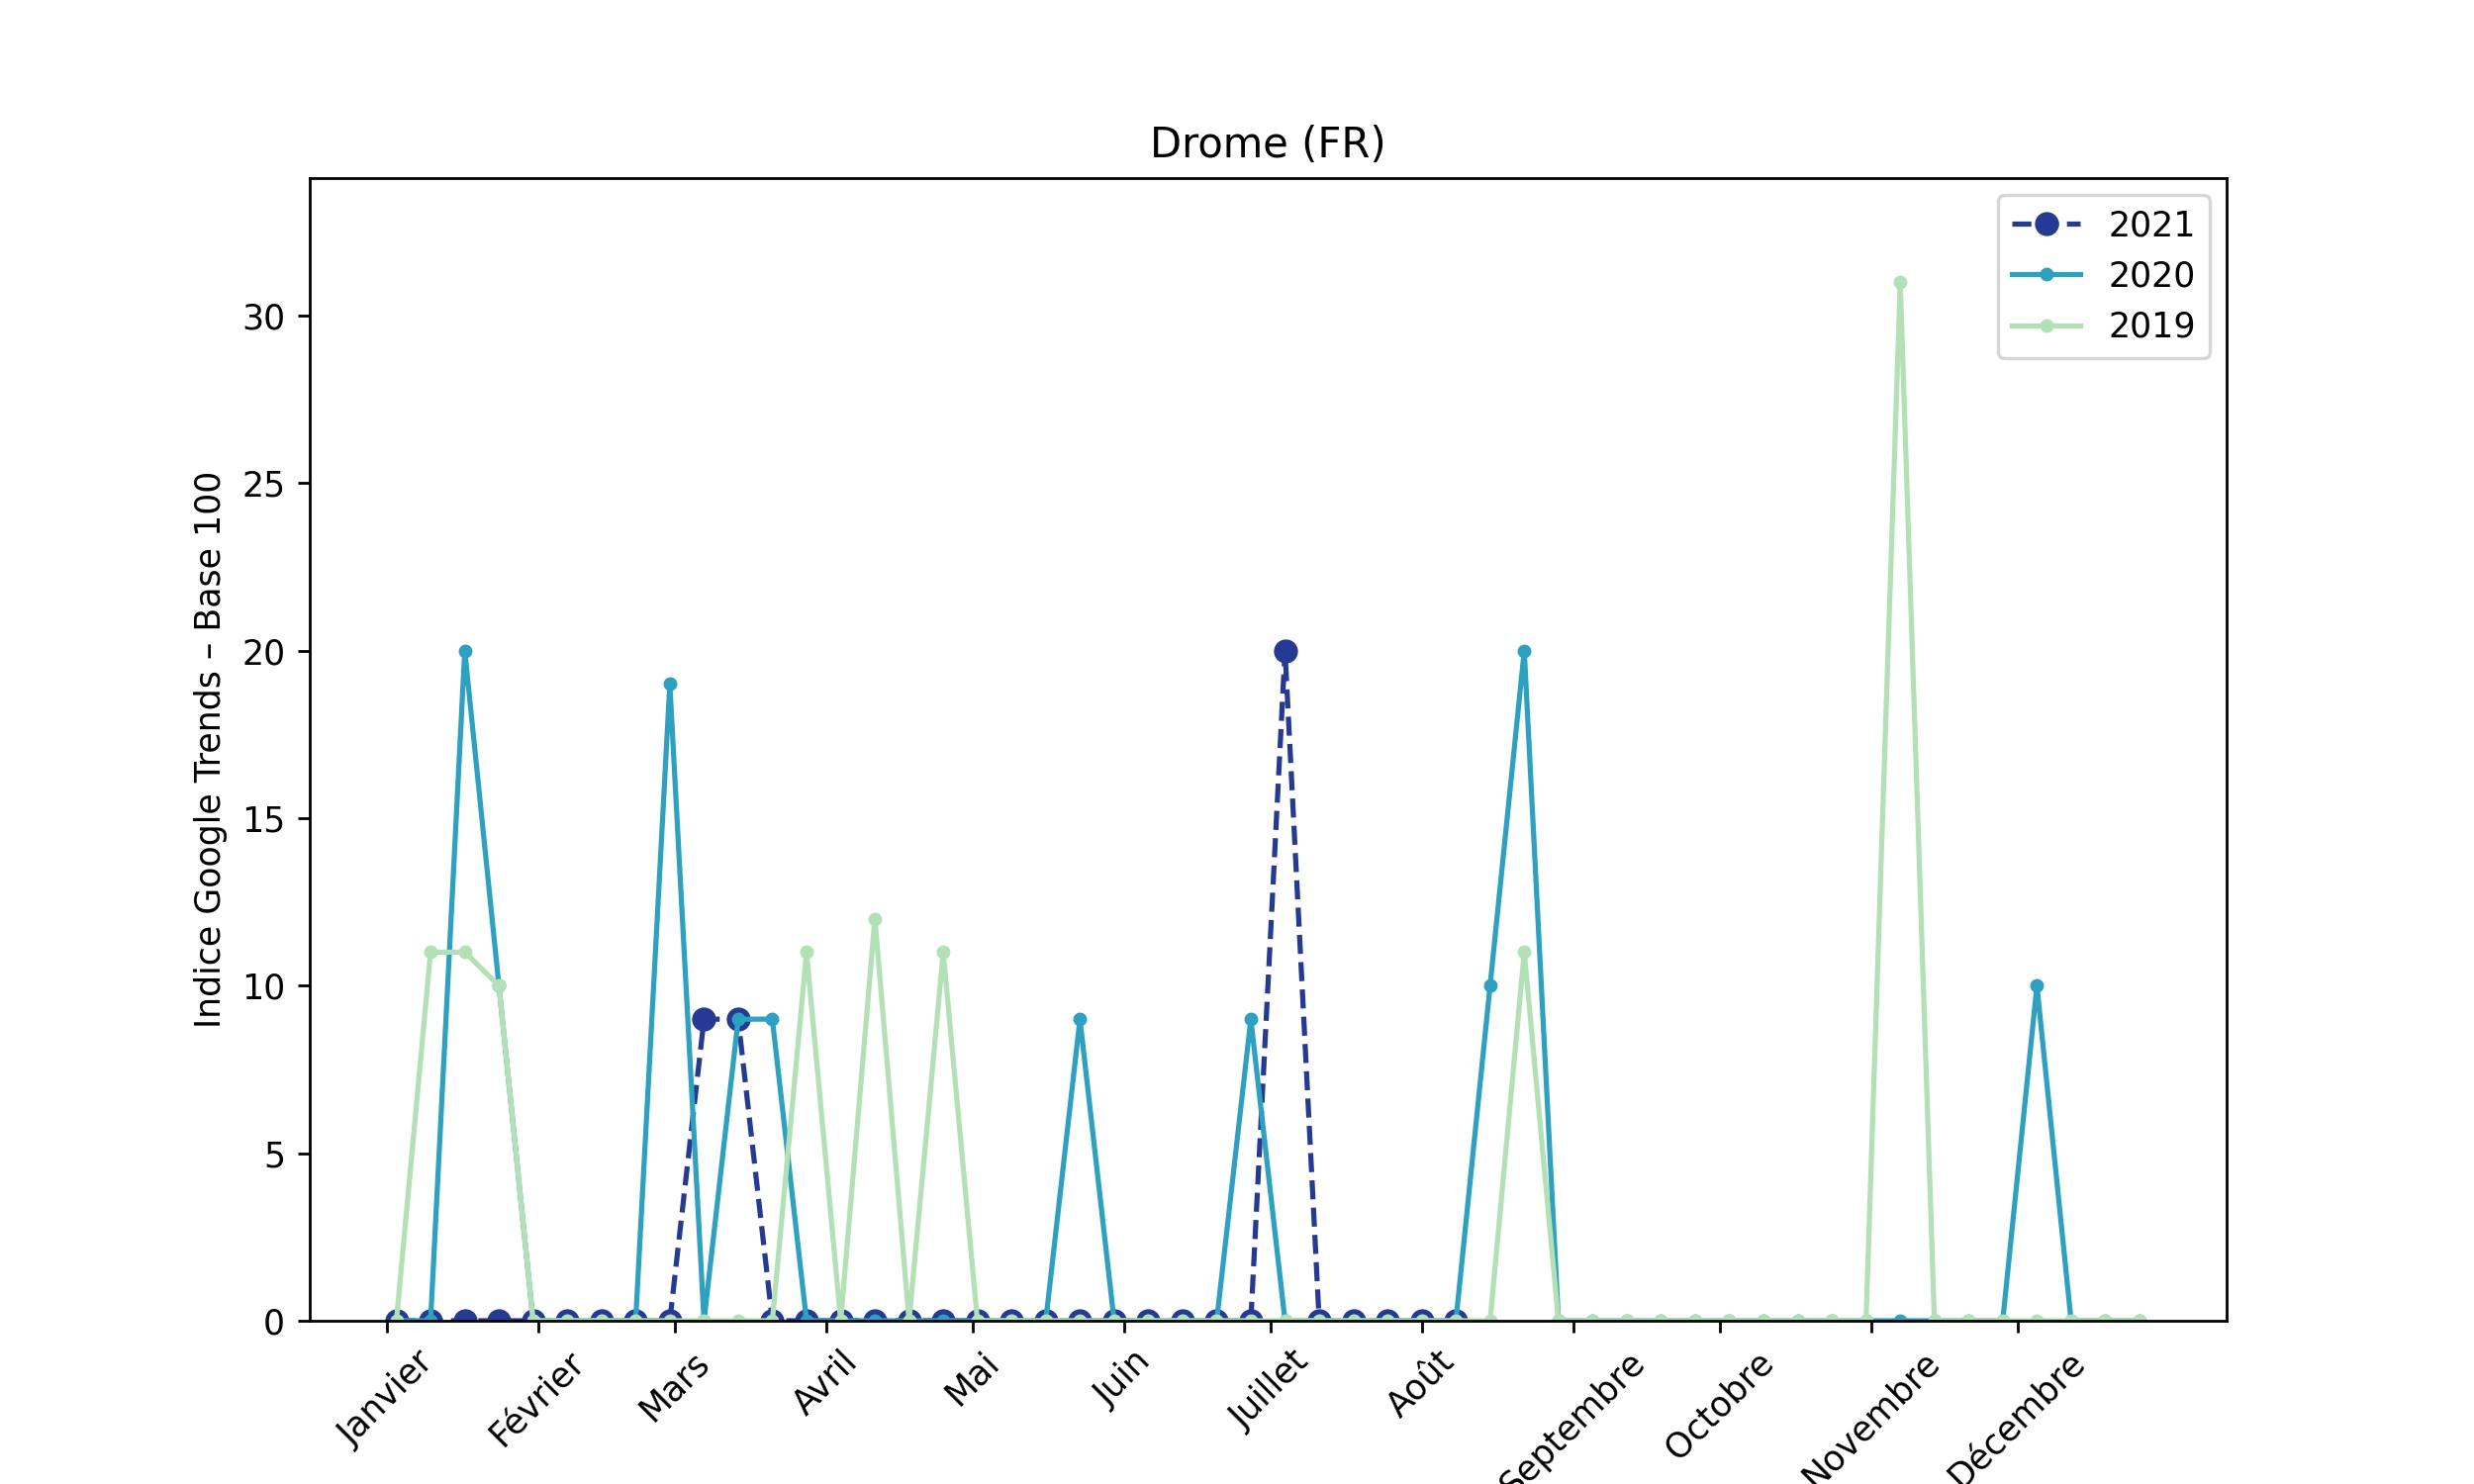 Drome (FR)
2021
2020
2019
Indice Google Trends – Base 100
30
25
20
15
10
5
0
Janvier
Février
Mars
Avril
Mai
Juin
Juillet
Août
Septembre
Octobre
Novembre
Décembre